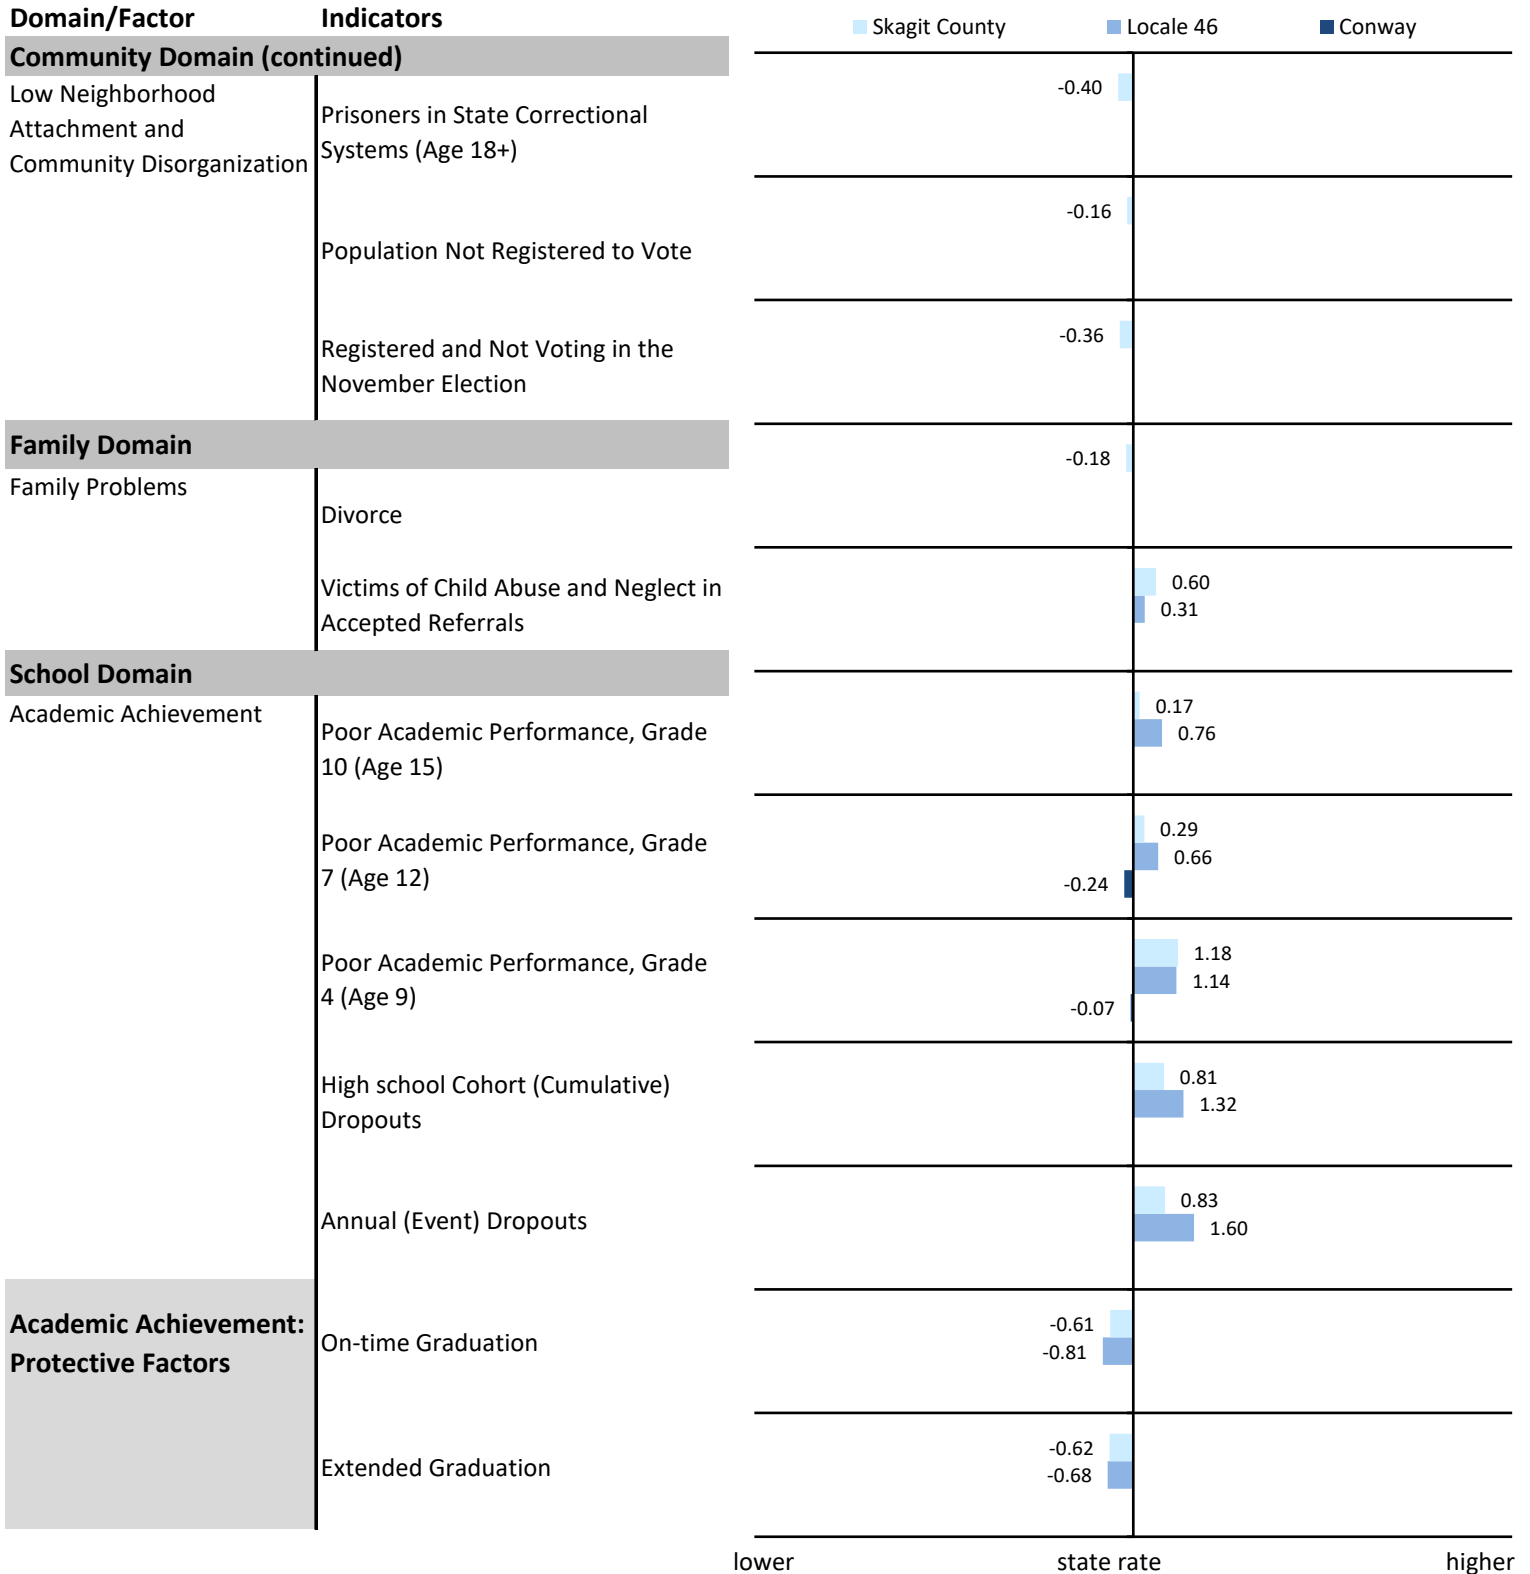 Domain/Factor Indicators
Skagit County Locale 46 Conway
Community Domain (continued)
Low Neighborhood
Attachment and
Community Disorganization
Prisoners in State Correctional
Systems (Age 18+)
-0.40
Population Not Registered to Vote
-0.16
Registered and Not Voting in the
November Election
-0.36
Family Domain
Family Problems
Divorce
-0.18
Victims of Child Abuse and Neglect in
Accepted Referrals
0.60
0.31
School Domain
Academic Achievement
Poor Academic Performance, Grade
10 (Age 15)
0.17
0.76
Poor Academic Performance, Grade
7 (Age 12)
0.29
0.66
-0.24
Poor Academic Performance, Grade
4 (Age 9)
1.18
1.14
-0.07
High school Cohort (Cumulative)
Dropouts
0.81
1.32
Annual (Event) Dropouts
0.83
1.60
Academic Achievement:
Protective Factors
On-time Graduation
-0.61
-0.81
Extended Graduation
-0.62
-0.68
lower state rate higher